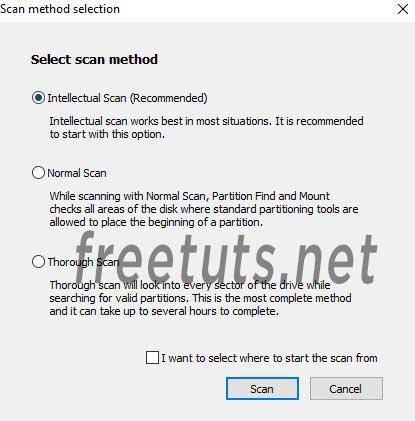 Scan method selection
Select scan method
Intellectual Scan (Recommended)
Intellectual scan works best in most situations. It is recommended
to start with this option.
Normal Scan
While scanning with Normal Scan, Partition Find and Mount
checks all areas of the disk where standard partitioning tools are
allowed to place the beginning of a partition.
freetuts.net
Thorough Scan
Thorough scan will look into every sector of the drive while
searching for valid partitions. This is the most complete method
and it can take up to several hours to complete.
I want to select where to start the scan from
Scan
Cancel